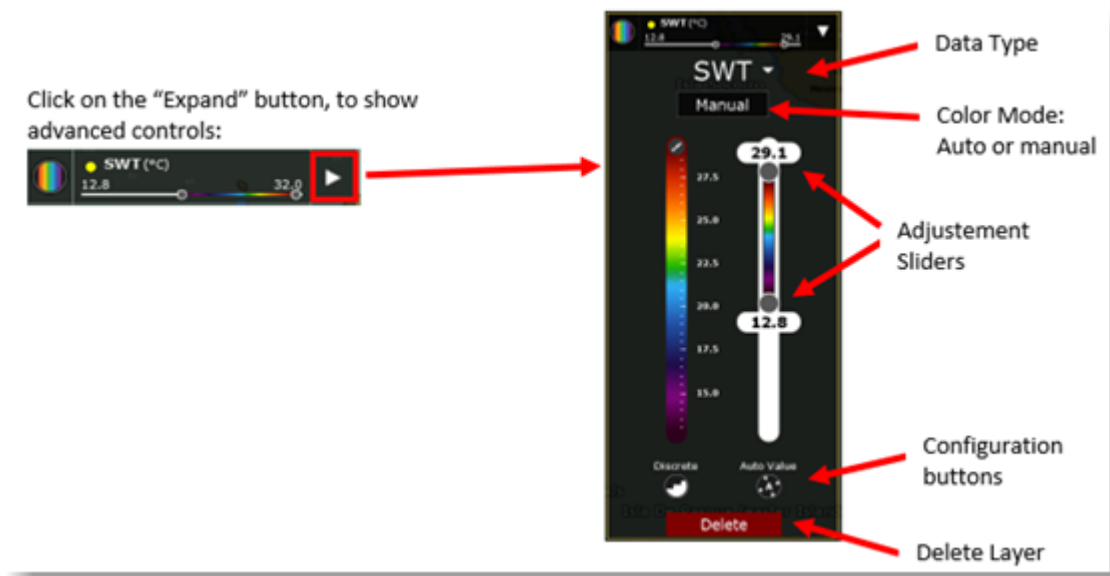 Click on the “Expand” button, to show
advanced controls:
SWT (°C)
12.8 32.0
SWT (°C)
12.8 29.1
SWT
Manual
29.1
27.5
25.0
22.5
20.0
12.8
17.5
15.0
Discrete Auto Value
Delete
Data Type
Color Mode:
Auto or manual
Adjustement
Sliders
Configuration
buttons
Delete Layer